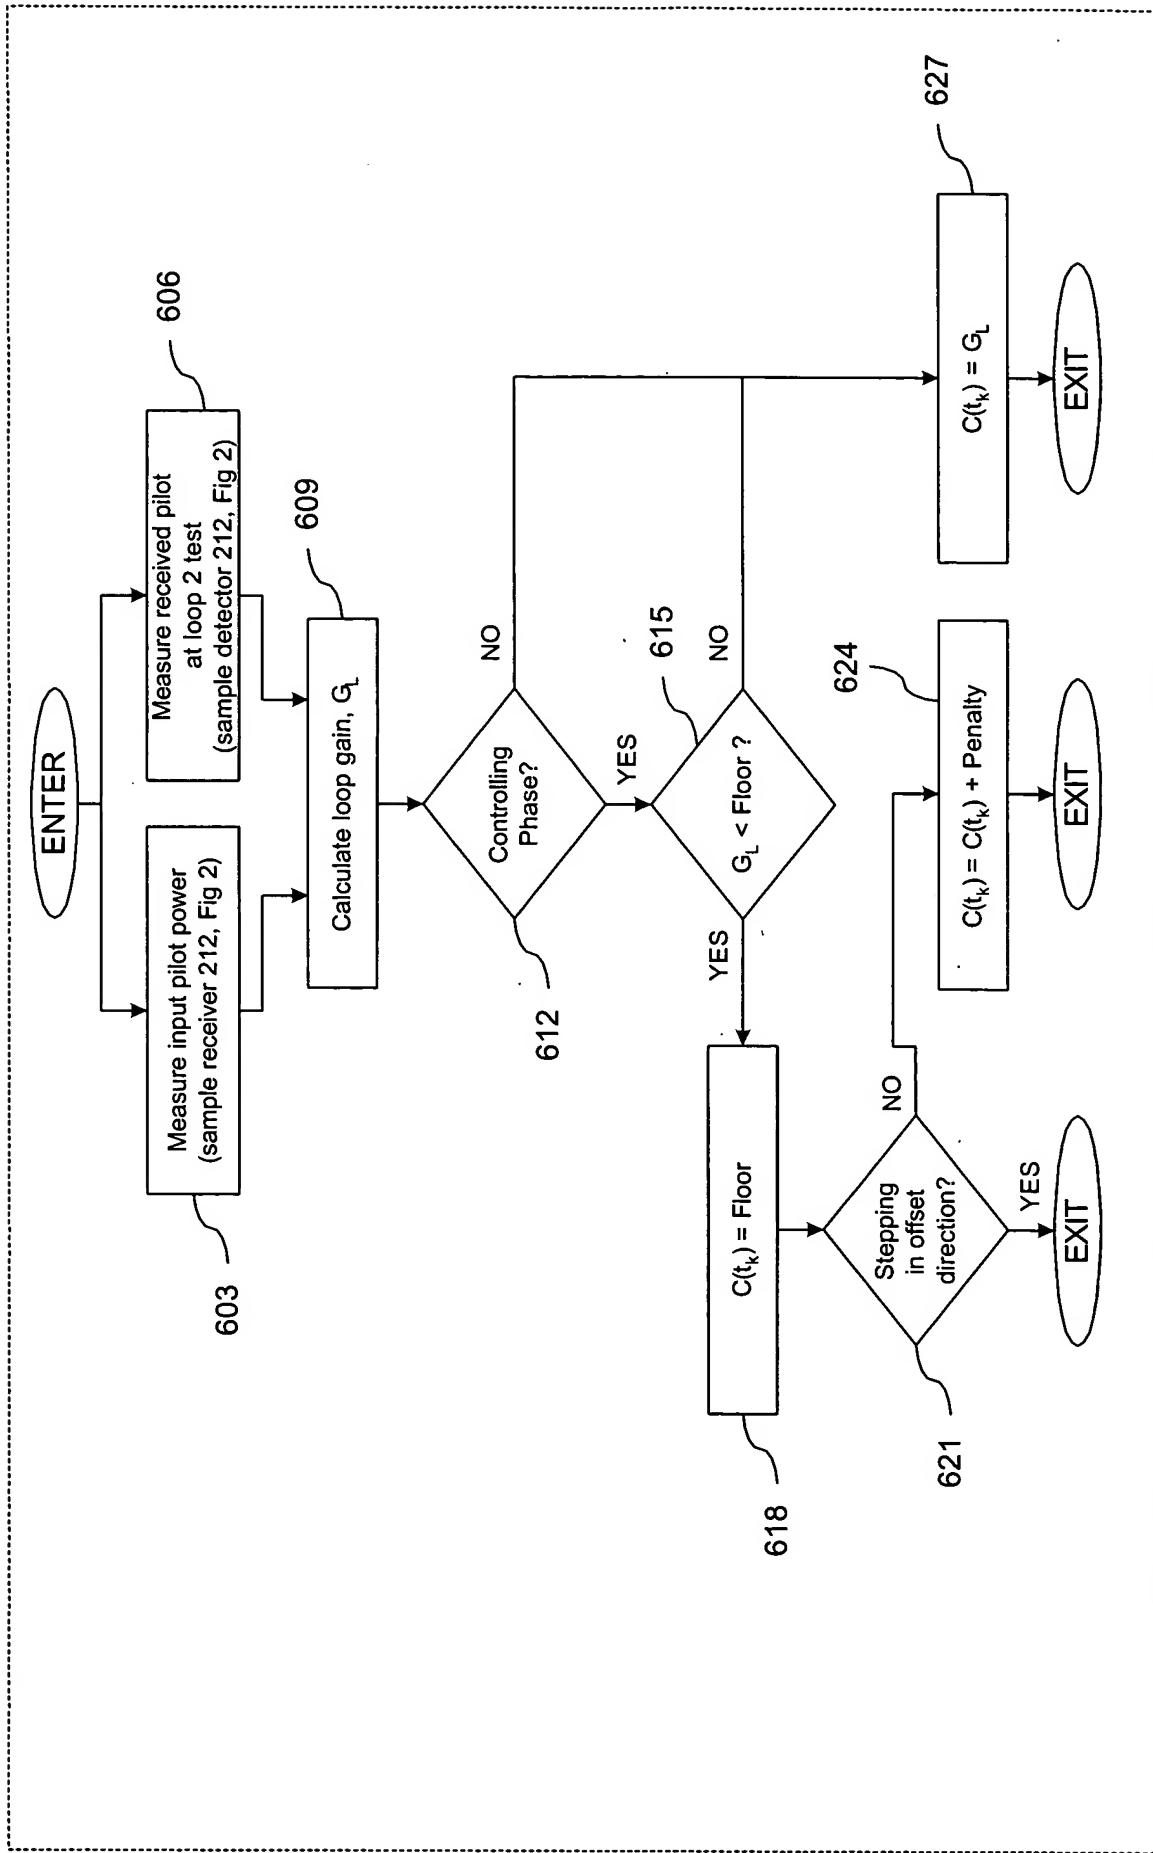 ENTER
Measure input pilot power
(sample receiver 212, Fig 2)
603
Measure received pilot
at loop 2 test
(sample detector 212, Fig 2)
606
Calculate loop gain, G_L
609
Controlling
Phase?
612
NO
YES
G_L < Floor ?
615
NO
YES
C(t_k) = Floor
618
Stepping
in offset
direction?
621
NO
YES
C(t_k) = C(t_k) + Penalty
624
C(t_k) = G_L
627
EXIT
EXIT
EXIT